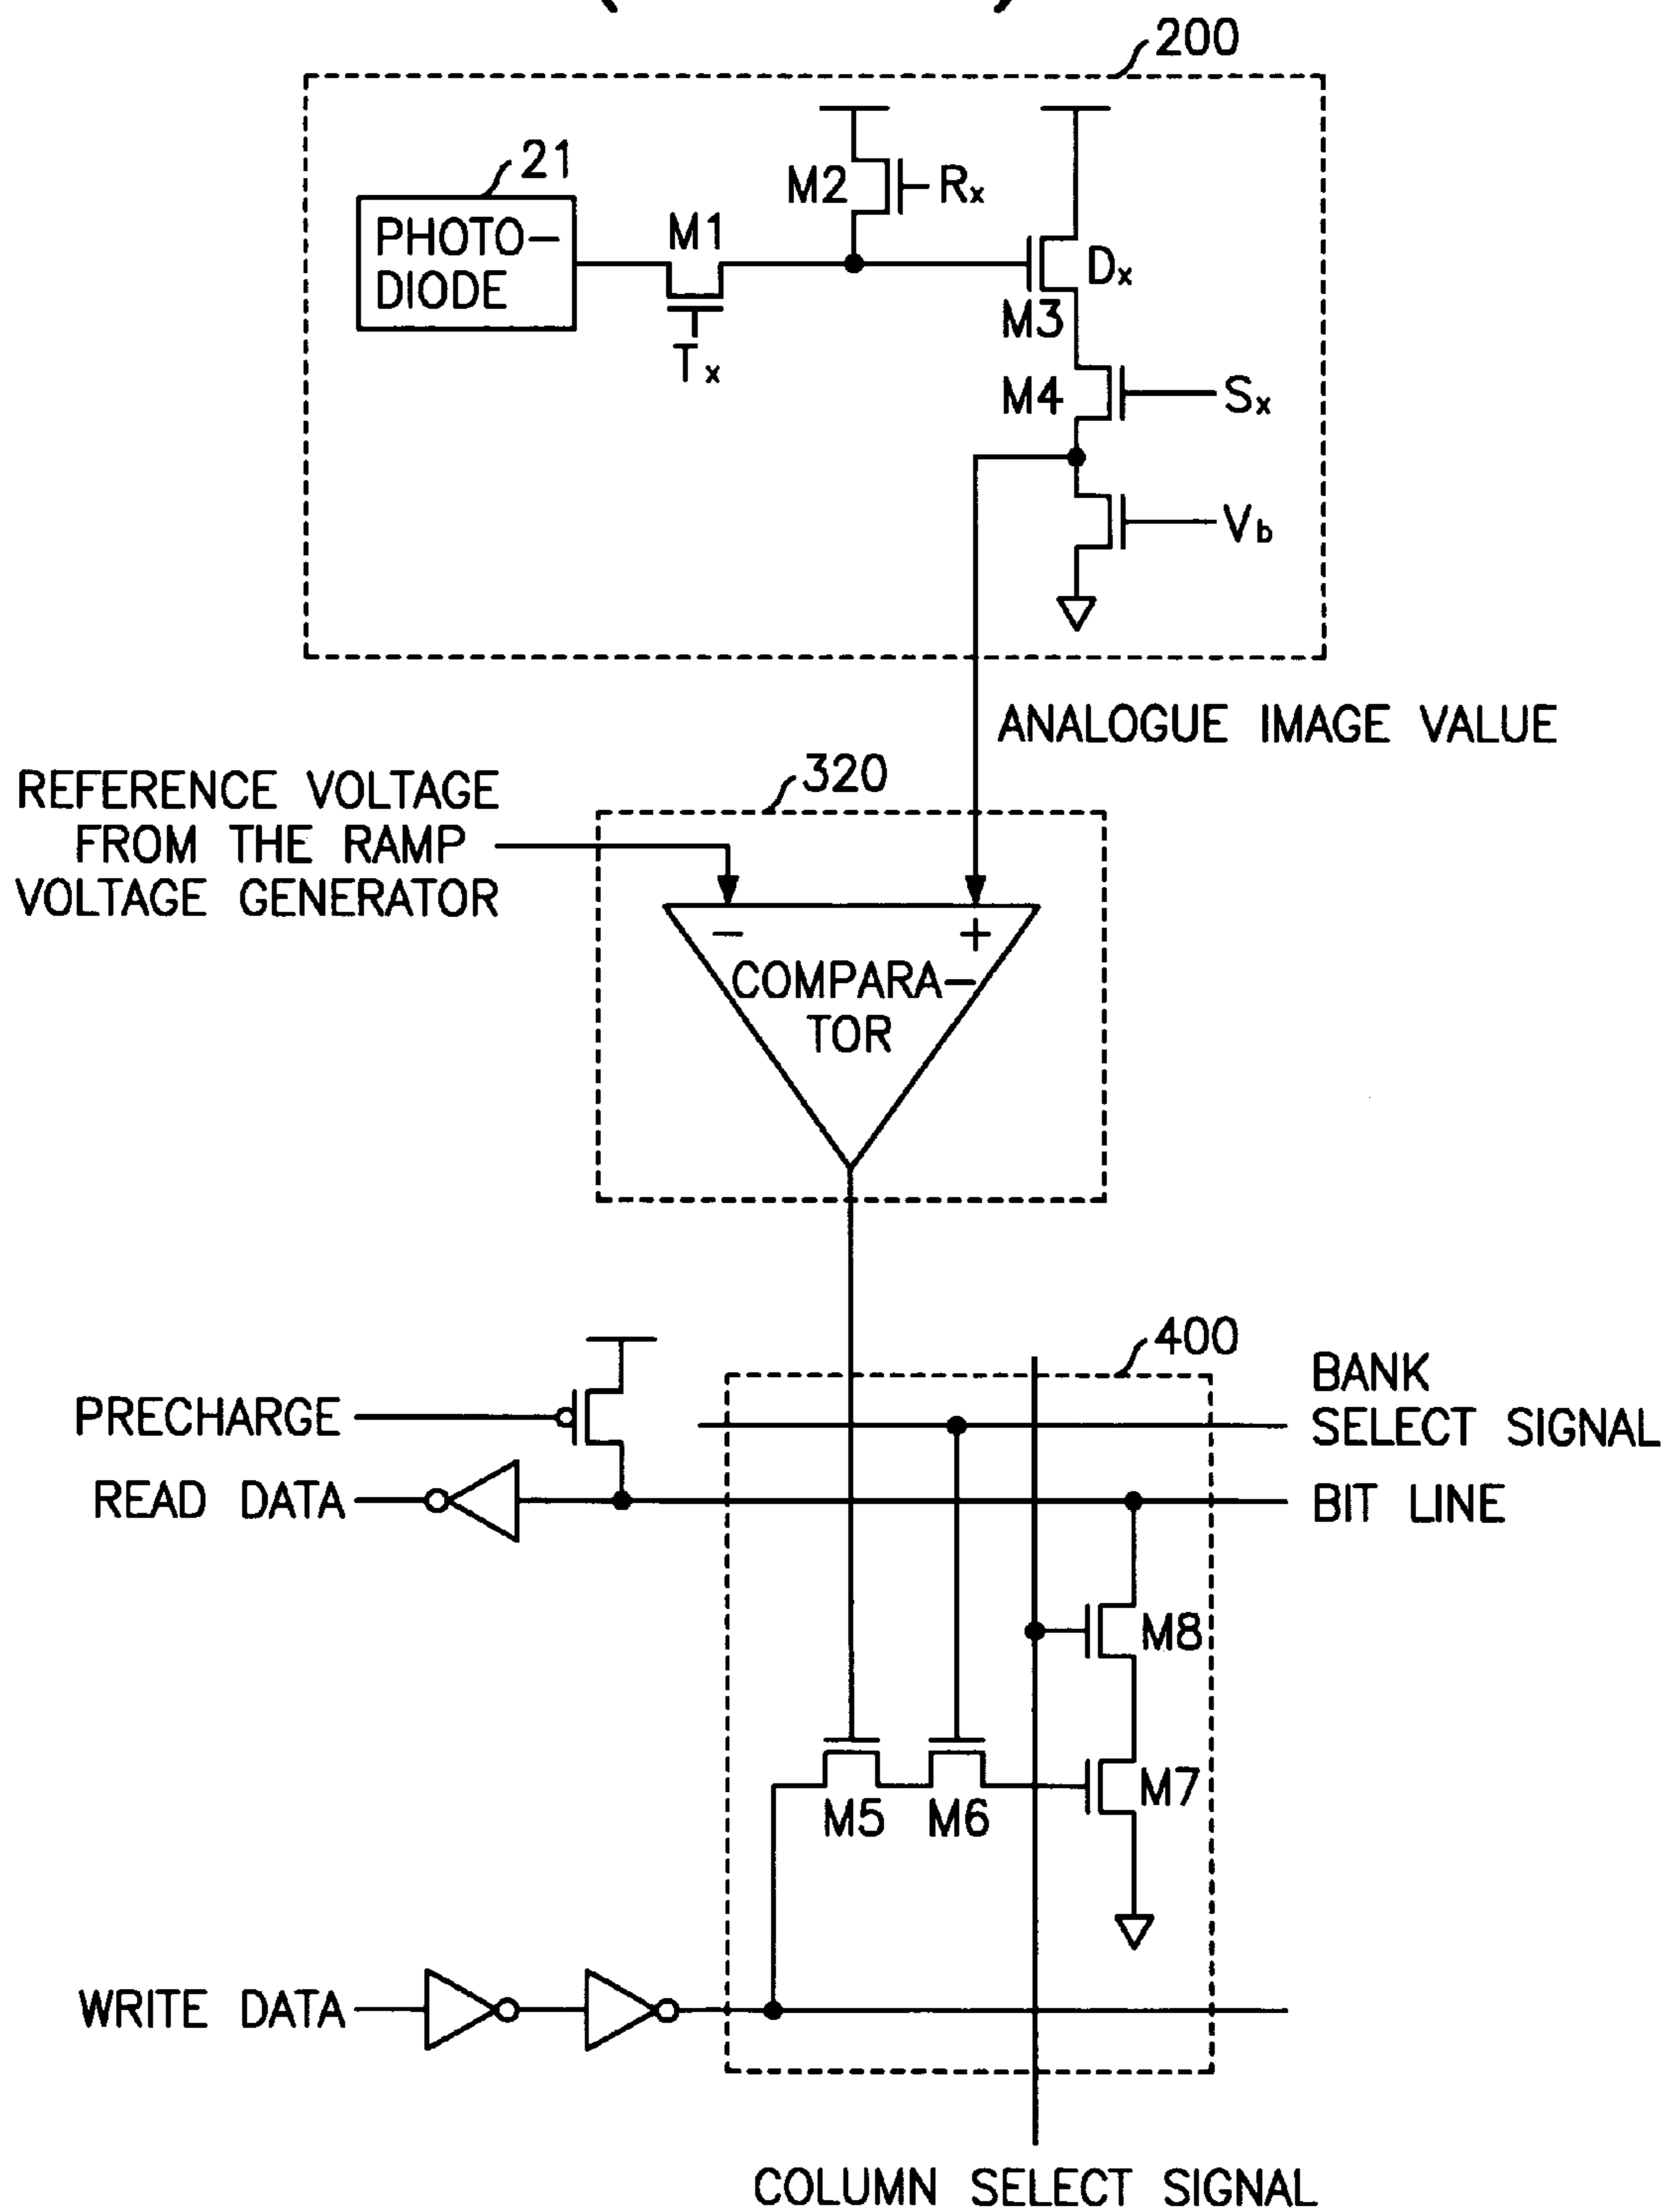 200
21
PHOTO-
DIODE
M1
Tx
M2
Rx
Dx
M3
M4
Sx
Vb
ANALOGUE IMAGE VALUE
REFERENCE VOLTAGE
FROM THE RAMP
VOLTAGE GENERATOR
320
- +
COMPARA-
TOR
400
PRECHARGE
BANK
SELECT SIGNAL
READ DATA
BIT LINE
M8
M7
M5
M6
WRITE DATA
COLUMN SELECT SIGNAL